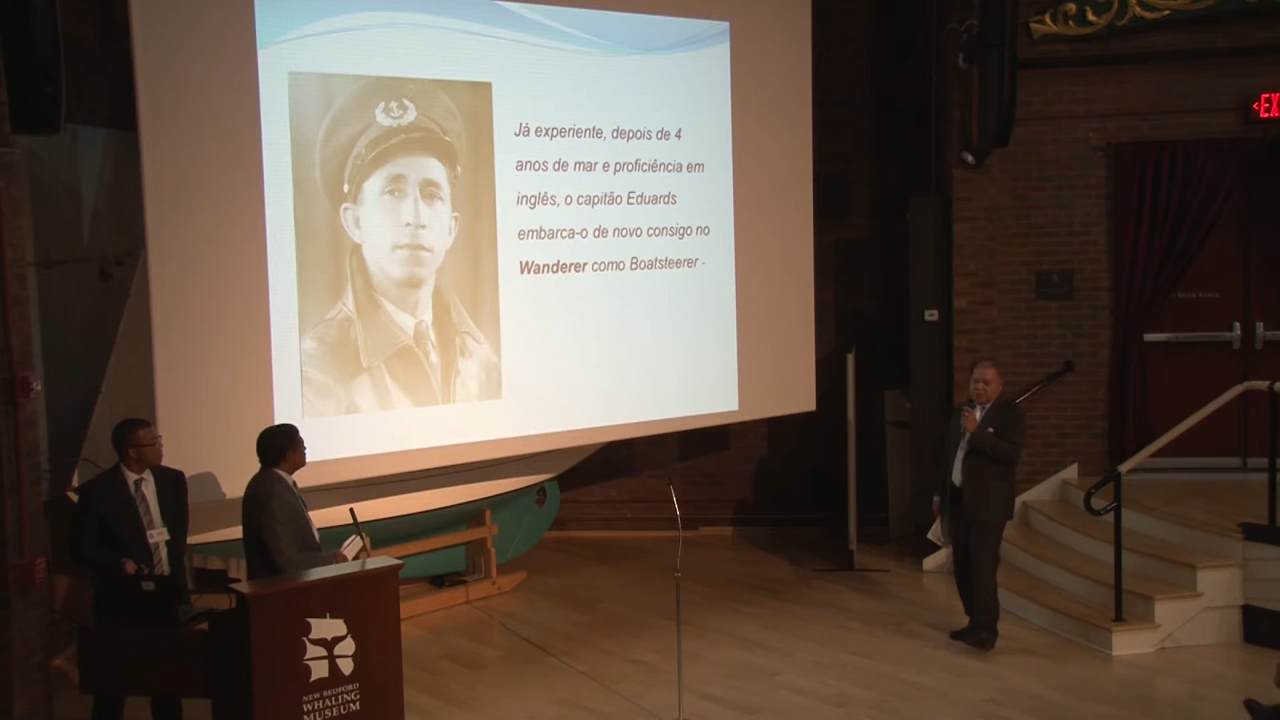 Já experiente, depois de 4
anos de mar e proficiência em
inglês, o capitão Eduards
embarca-o de novo consigo no
Wanderer como Boatsteerer -
EX
NEW BEDFORD
WHALING
MUSEUM